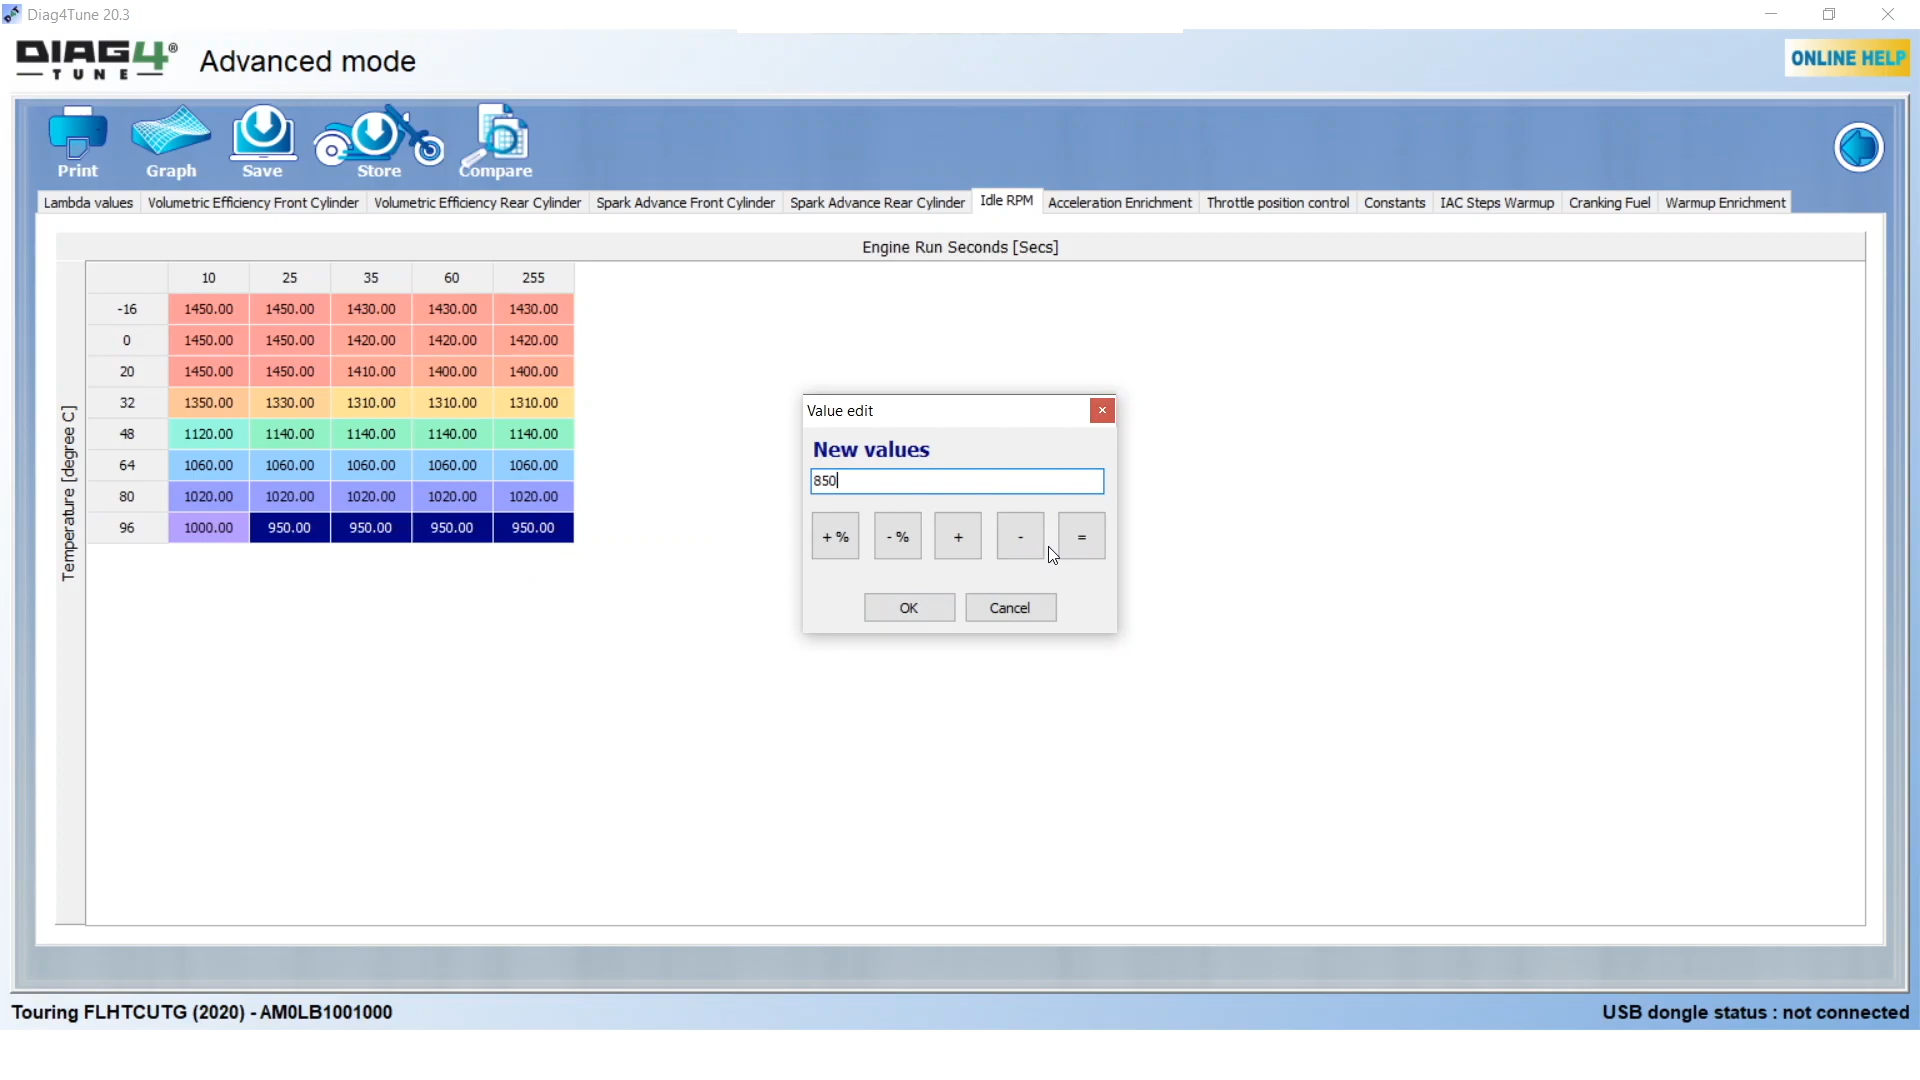 Diag4Tune 20.3
DIAG4®
TUNE
Advanced mode
ONLINE HELP
Print
Graph
Save
Store
Compare
Lambda values
Volumetric Efficiency Front Cylinder
Volumetric Efficiency Rear Cylinder
Spark Advance Front Cylinder
Spark Advance Rear Cylinder
Idle RPM
Acceleration Enrichment
Throttle position control
Constants
IAC Steps Warmup
Cranking Fuel
Warmup Enrichment
Engine Run Seconds [Secs]
Temperature [degree C]
10 25 35 60 255
-16 1450.00 1450.00 1430.00 1430.00 1430.00
0 1450.00 1450.00 1420.00 1420.00 1420.00
20 1450.00 1450.00 1410.00 1400.00 1400.00
32 1350.00 1330.00 1310.00 1310.00 1310.00
48 1120.00 1140.00 1140.00 1140.00 1140.00
64 1060.00 1060.00 1060.00 1060.00 1060.00
80 1020.00 1020.00 1020.00 1020.00 1020.00
96 1000.00 950.00 950.00 950.00 950.00
Value edit
New values
850
+ % - % + - =
OK Cancel
Touring FLHTCUTG (2020) - AM0LB1001000
USB dongle status : not connected